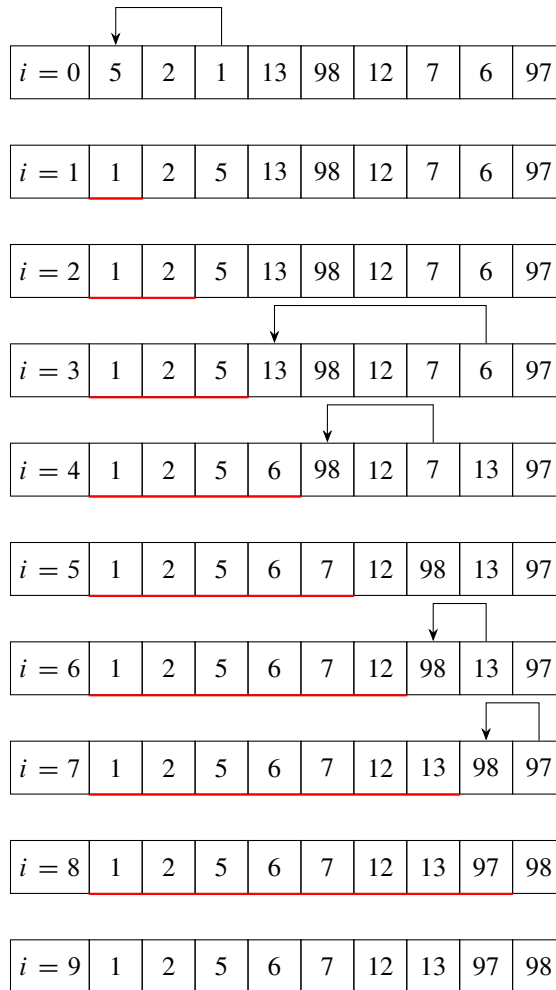 i = 0 5 2 1 13 98 12 7 6 97
i = 1 1 2 5 13 98 12 7 6 97
i = 2 1 2 5 13 98 12 7 6 97
i = 3 1 2 5 13 98 12 7 6 97
i = 4 1 2 5 6 98 12 7 13 97
i = 5 1 2 5 6 7 12 98 13 97
i = 6 1 2 5 6 7 12 98 13 97
i = 7 1 2 5 6 7 12 13 98 97
i = 8 1 2 5 6 7 12 13 97 98
i = 9 1 2 5 6 7 12 13 97 98